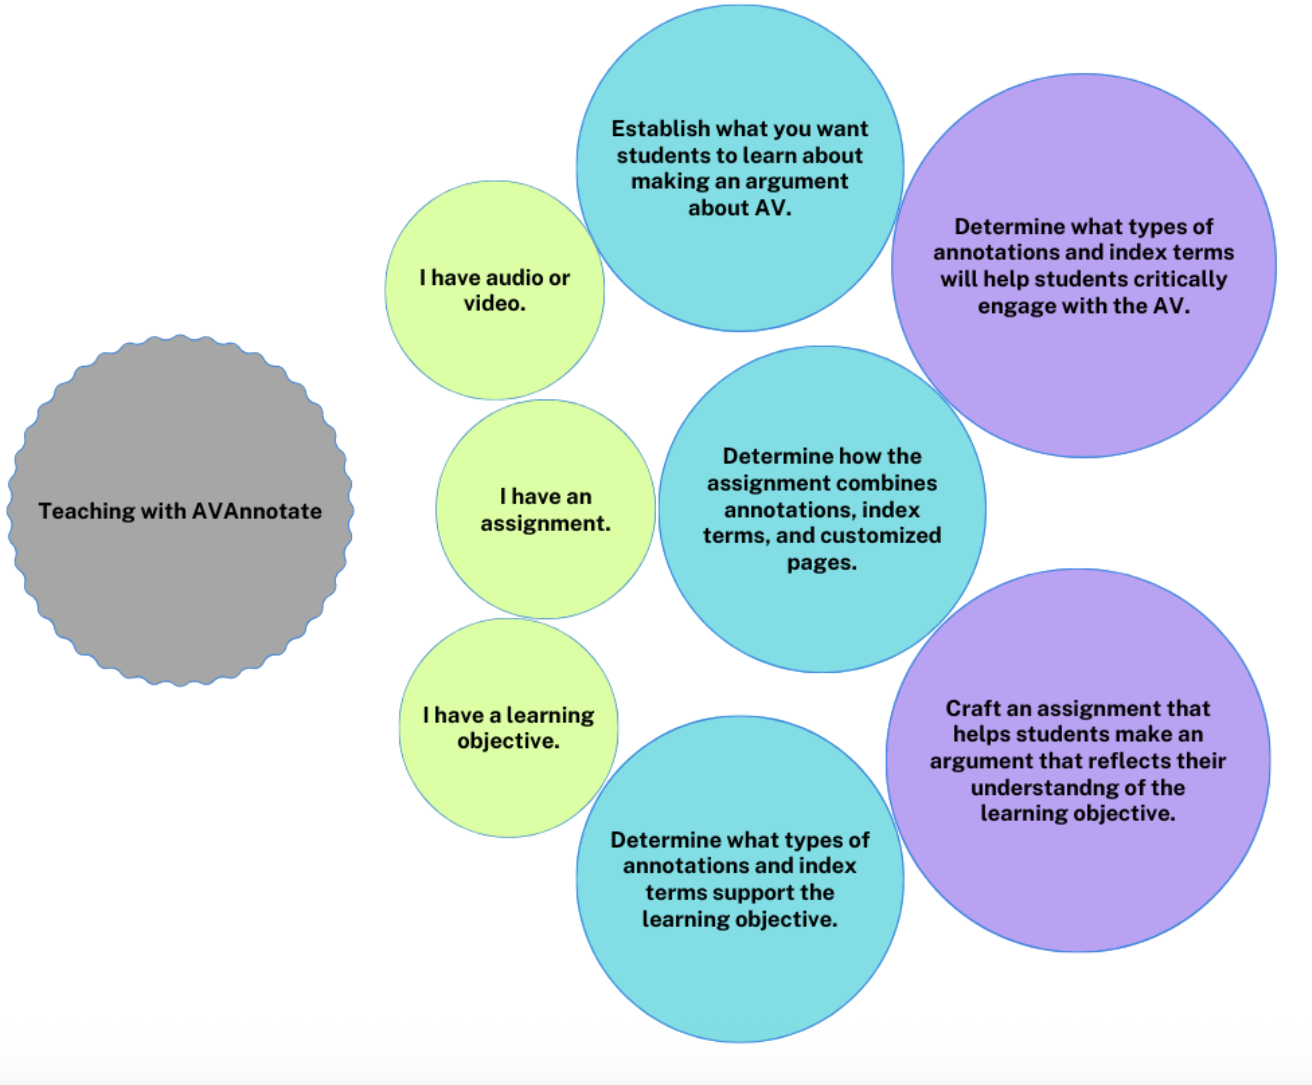 Teaching with AVAnnotate
I have audio or
video.
I have an
assignment.
I have a learning
objective.
Establish what you want
students to learn about
making an argument
about AV.
Determine how the
assignment combines
annotations, index
terms, and customized
pages.
Determine what types of
annotations and index
terms support the
learning objective.
Determine what types of
annotations and index terms
will help students critically
engage with the AV.
Craft an assignment that
helps students make an
argument that reflects their
understandng of the
learning objective.